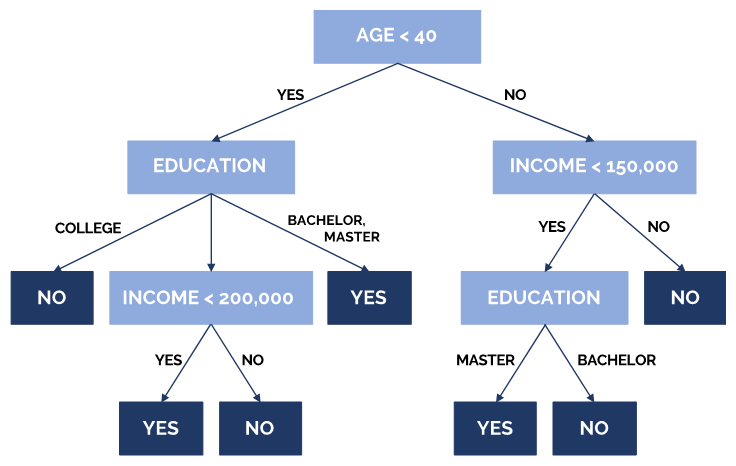 AGE < 40
YES
NO
EDUCATION
INCOME < 150,000
COLLEGE
BACHELOR,
MASTER
YES
NO
NO
INCOME < 200,000
YES
EDUCATION
NO
YES
NO
MASTER
BACHELOR
YES
NO
YES
NO